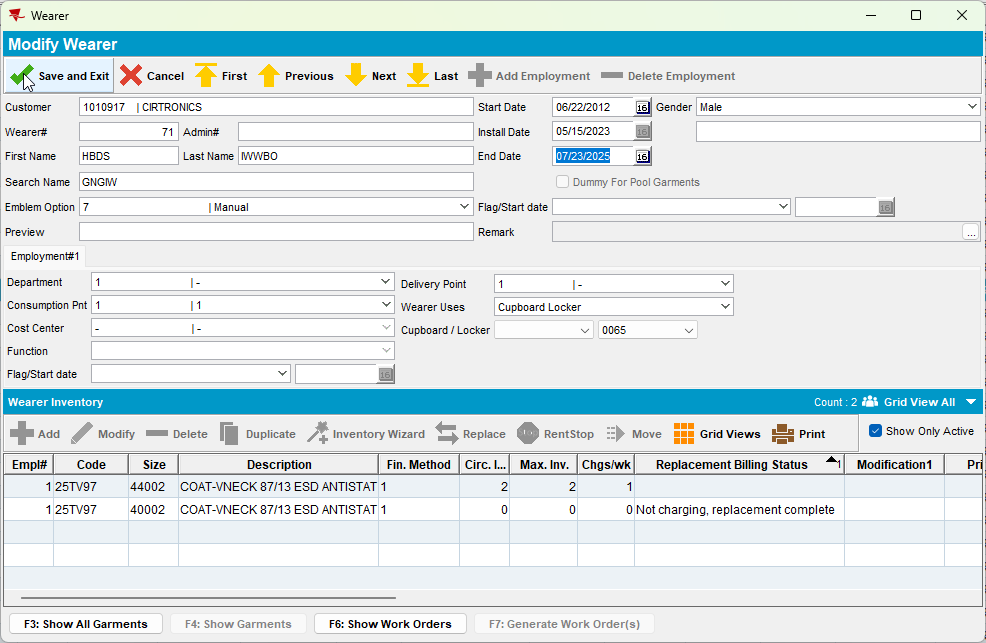 Wearer
Modify Wearer
Save and Exit Cancel First Previous Next Last Add Employment Delete Employment
Customer 1010917 | CIRTRONICS Start Date 06/22/2012 16 Gender Male
Wearer# 71 Admin# Install Date 05/15/2023 16
First Name HBDS Last Name IWWBO End Date 07/23/2025 16
Search Name GNGIW Dummy For Pool Garments
Emblem Option 7 | Manual Flag/Start date 16
Preview Remark ...
Employment#1
Department 1 | - Delivery Point 1 | -
Consumption Pnt 1 | 1 Wearer Uses Cupboard Locker
Cost Center - | - Cupboard / Locker 0065
Function
Flag/Start date 16
Wearer Inventory Count : 2 Grid View All
Add Modify Delete Duplicate Inventory Wizard Replace RentStop Move Grid Views Print Show Only Active
Empl# Code Size Description Fin. Method Circ. I... Max. Inv. Chgs/wk Replacement Billing Status 1 Modification1 Pri
1 25TV97 44002 COAT-VNECK 87/13 ESD ANTISTAT 1 2 2 1
1 25TV97 40002 COAT-VNECK 87/13 ESD ANTISTAT 1 0 0 0 Not charging, replacement complete
F3: Show All Garments F4: Show Garments F6: Show Work Orders F7: Generate Work Order(s)